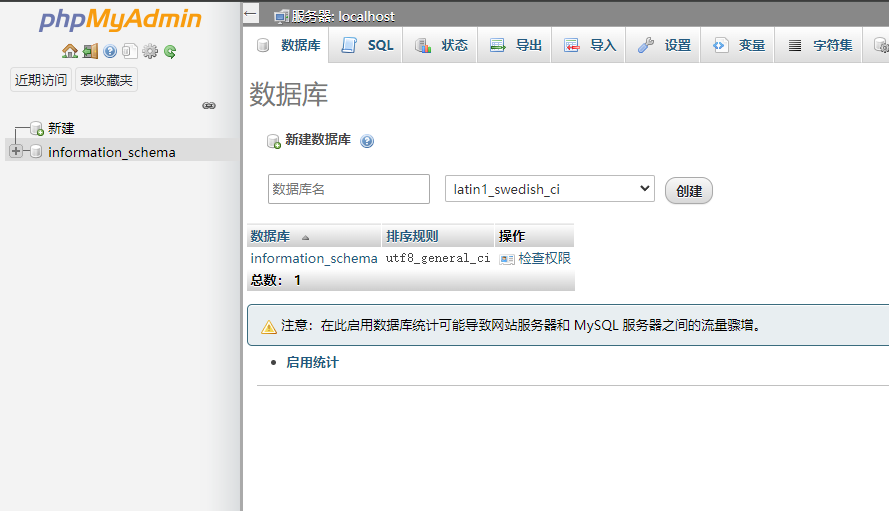 phpMyAdmin
近期访问 表收藏夹
新建
information_schema
服务器: localhost
数据库 SQL 状态 导出 导入 设置 变量 字符集
数据库
新建数据库
数据库名 latin1_swedish_ci 创建
数据库 排序规则 操作
information_schema utf8_general_ci 检查权限
总数： 1
注意：在此启用数据库统计可能导致网站服务器和 MySQL 服务器之间的流量骤增。
启用统计